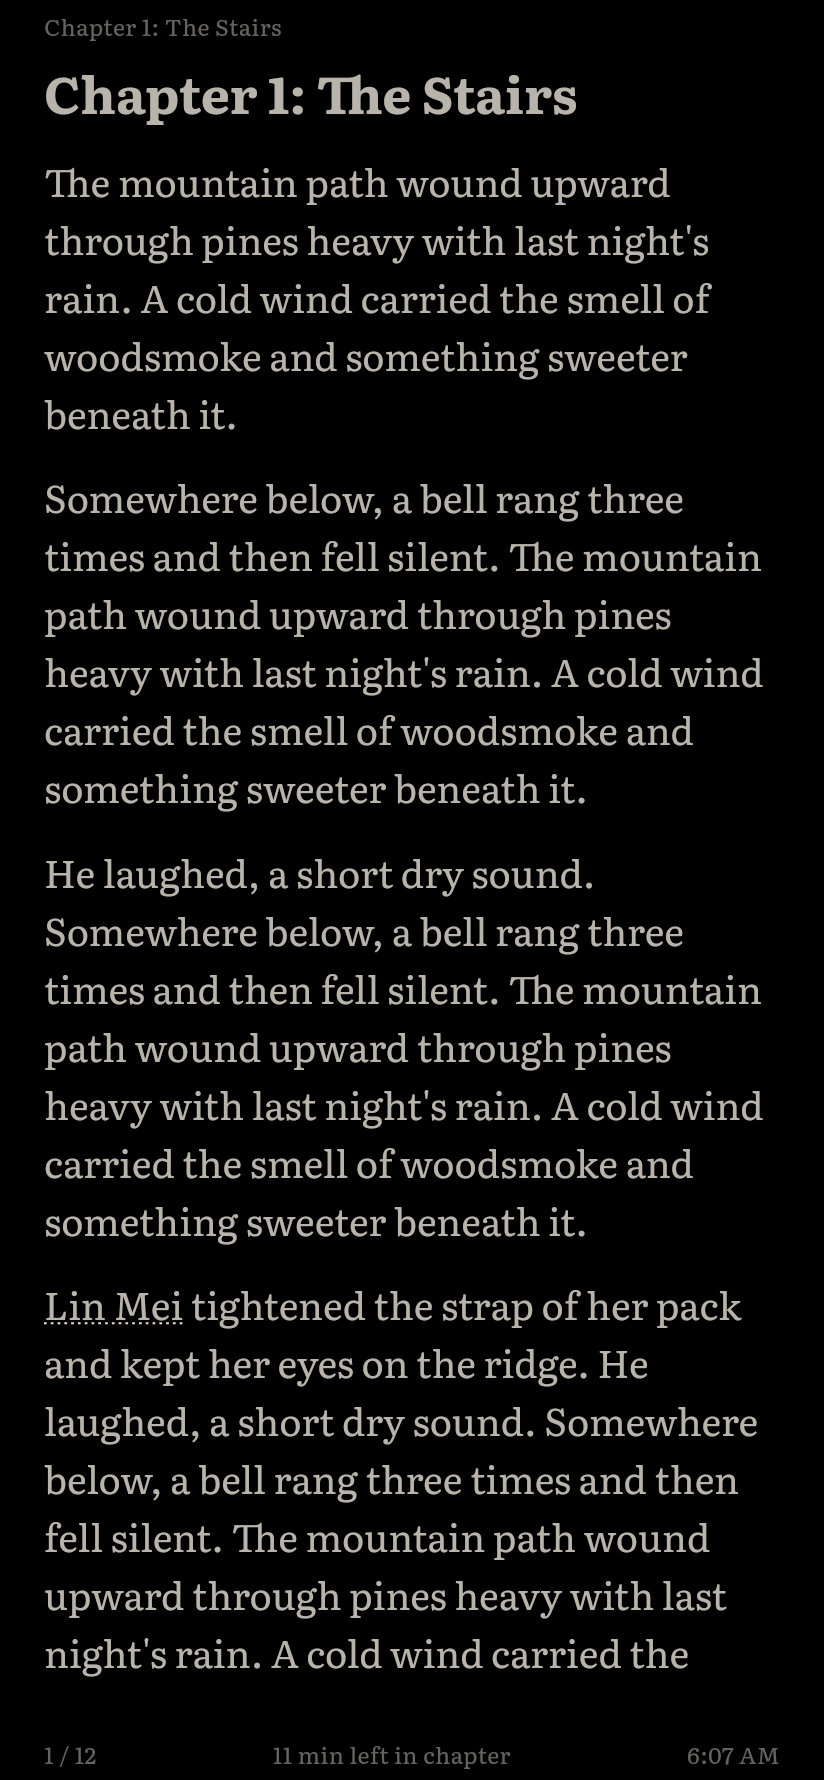 Chapter 1: The Stairs
Chapter 1: The Stairs
The mountain path wound upward
through pines heavy with last night's
rain. A cold wind carried the smell of
woodsmoke and something sweeter
beneath it.
Somewhere below, a bell rang three
times and then fell silent. The mountain
path wound upward through pines
heavy with last night's rain. A cold wind
carried the smell of woodsmoke and
something sweeter beneath it.
He laughed, a short dry sound.
Somewhere below, a bell rang three
times and then fell silent. The mountain
path wound upward through pines
heavy with last night's rain. A cold wind
carried the smell of woodsmoke and
something sweeter beneath it.
Lin Mei tightened the strap of her pack
and kept her eyes on the ridge. He
laughed, a short dry sound. Somewhere
below, a bell rang three times and then
fell silent. The mountain path wound
upward through pines heavy with last
night's rain. A cold wind carried the
1 / 12 11 min left in chapter 6:07 AM